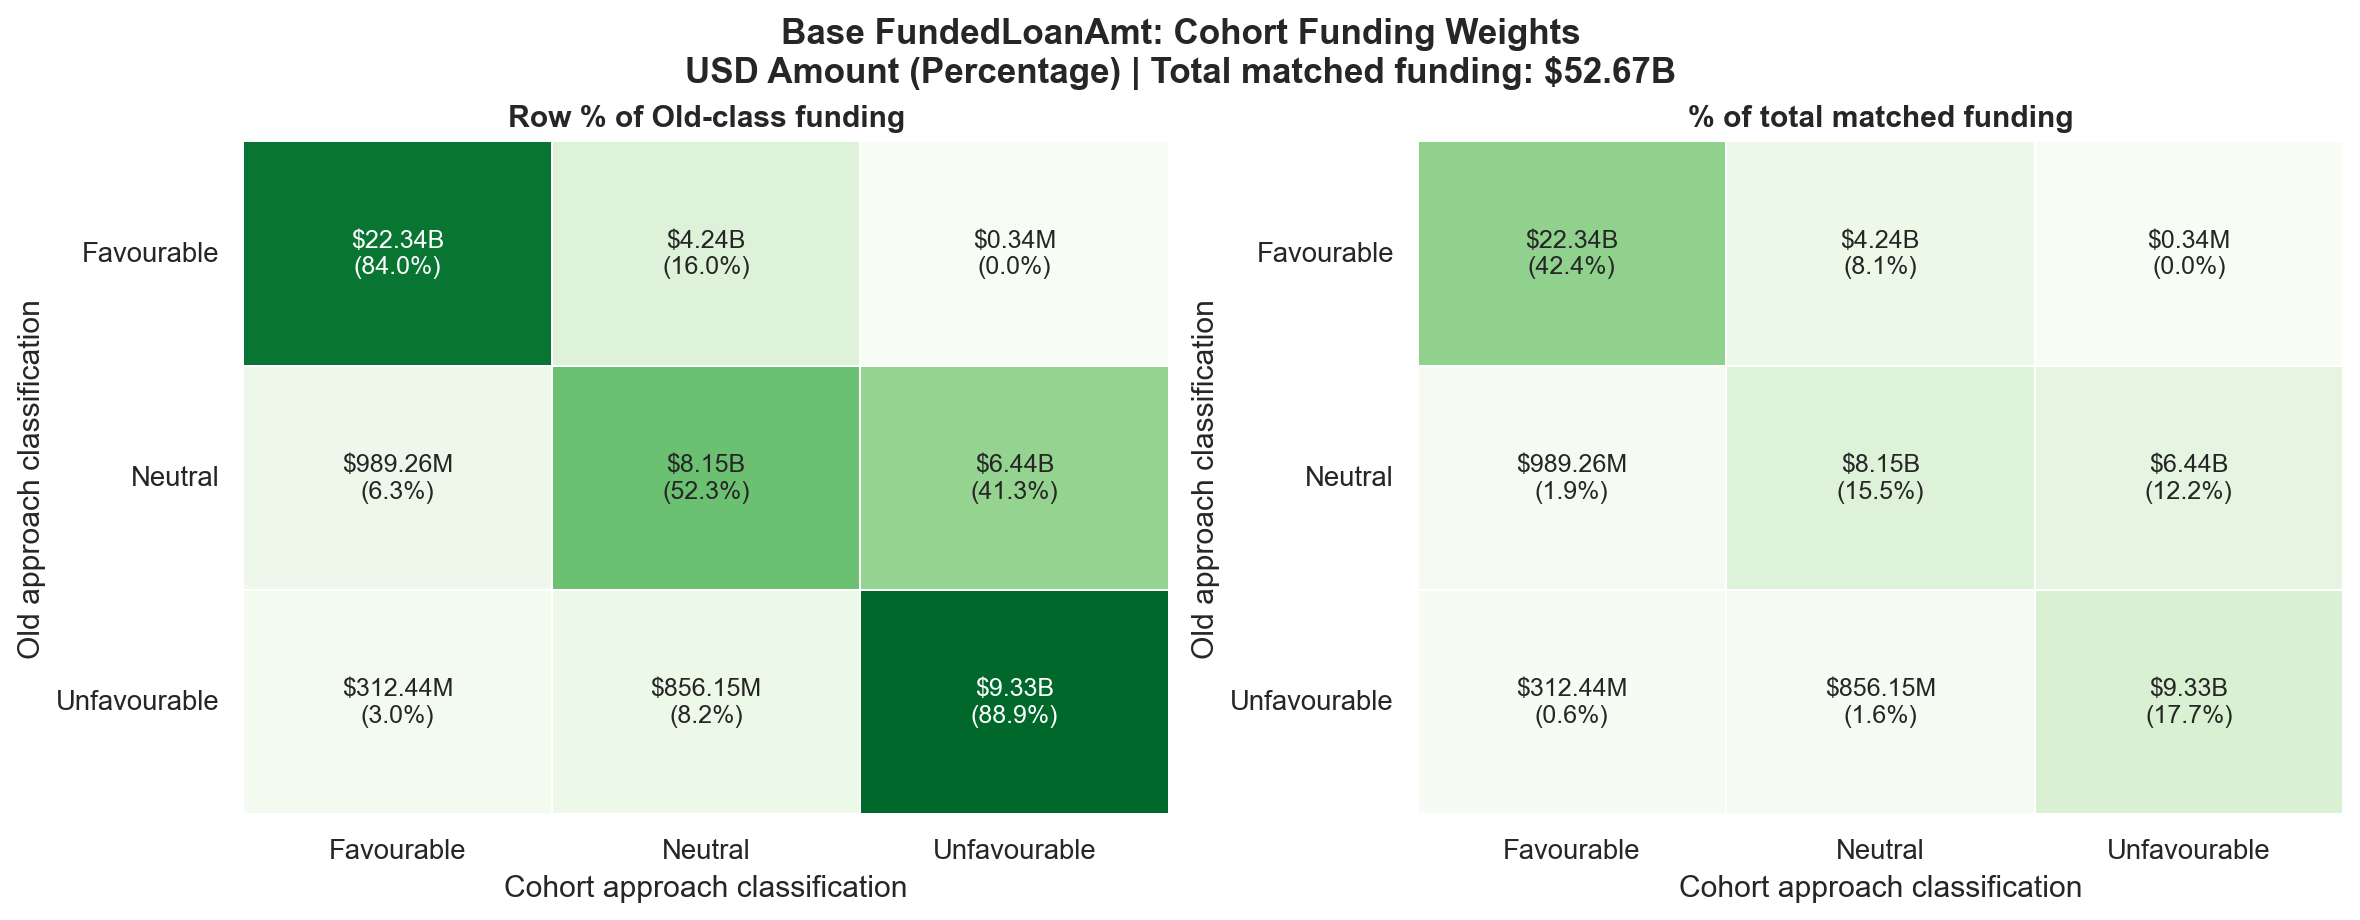 Base FundedLoanAmt: Cohort Funding Weights
USD Amount (Percentage) | Total matched funding: $52.67B
Row % of Old-class funding
Old approach classification
Favourable
$22.34B
(84.0%)
$4.24B
(16.0%)
$0.34M
(0.0%)
Neutral
$989.26M
(6.3%)
$8.15B
(52.3%)
$6.44B
(41.3%)
Unfavourable
$312.44M
(3.0%)
$856.15M
(8.2%)
$9.33B
(88.9%)
Favourable
Neutral
Unfavourable
Cohort approach classification
% of total matched funding
Old approach classification
Favourable
$22.34B
(42.4%)
$4.24B
(8.1%)
$0.34M
(0.0%)
Neutral
$989.26M
(1.9%)
$8.15B
(15.5%)
$6.44B
(12.2%)
Unfavourable
$312.44M
(0.6%)
$856.15M
(1.6%)
$9.33B
(17.7%)
Favourable
Neutral
Unfavourable
Cohort approach classification